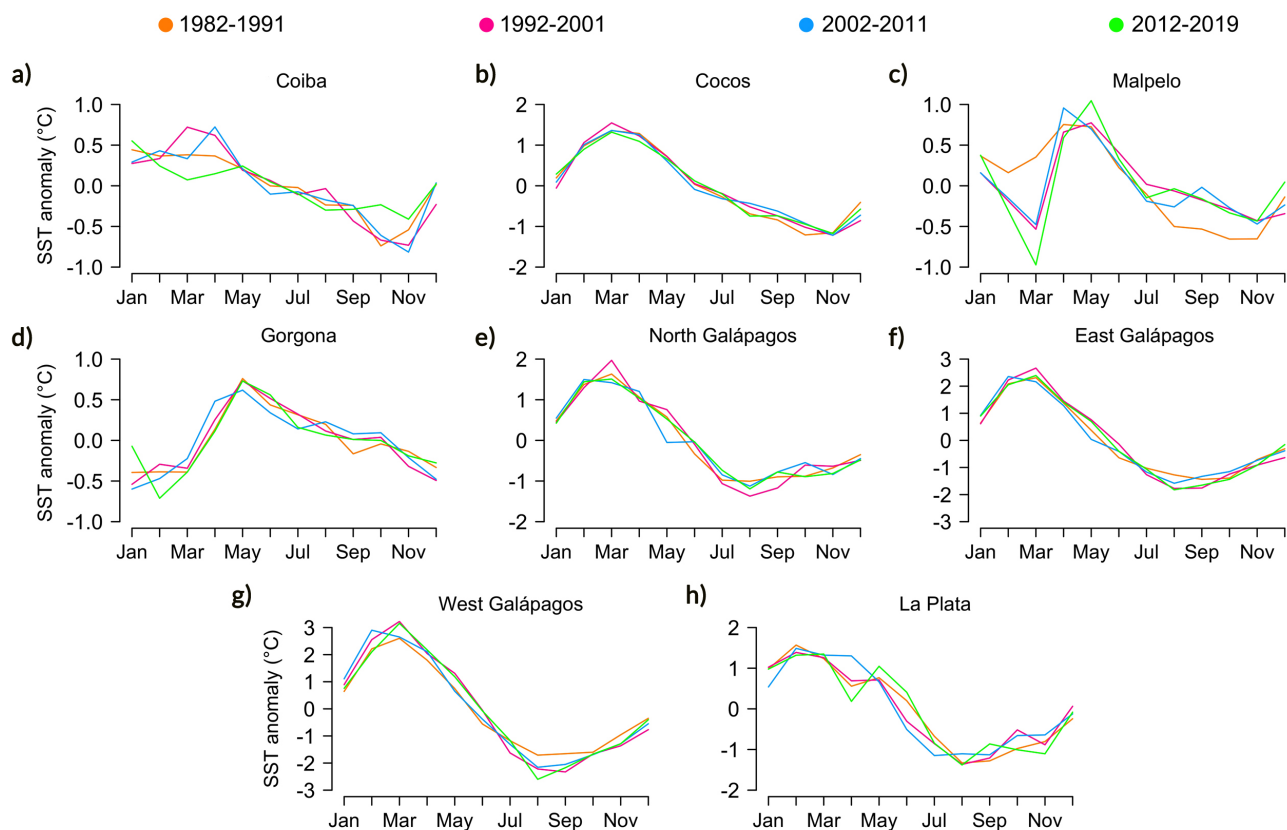 1982-1991 1992-2001 2002-2011 2012-2019
a) Coiba b) Cocos c) Malpelo
SST anomaly (°C)
1.0
0.5
0.0
-0.5
-1.0
Jan Mar May Jul Sep Nov
2
1
0
-1
-2
Jan Mar May Jul Sep Nov
1.0
0.5
0.0
-0.5
-1.0
Jan Mar May Jul Sep Nov
d) Gorgona e) North Galápagos f) East Galápagos
SST anomaly (°C)
1.0
0.5
0.0
-0.5
-1.0
Jan Mar May Jul Sep Nov
2
1
0
-1
-2
Jan Mar May Jul Sep Nov
3
2
1
0
-1
-2
-3
Jan Mar May Jul Sep Nov
g) West Galápagos h) La Plata
SST anomaly (°C)
3
2
1
0
-1
-2
-3
Jan Mar May Jul Sep Nov
2
1
0
-1
-2
Jan Mar May Jul Sep Nov